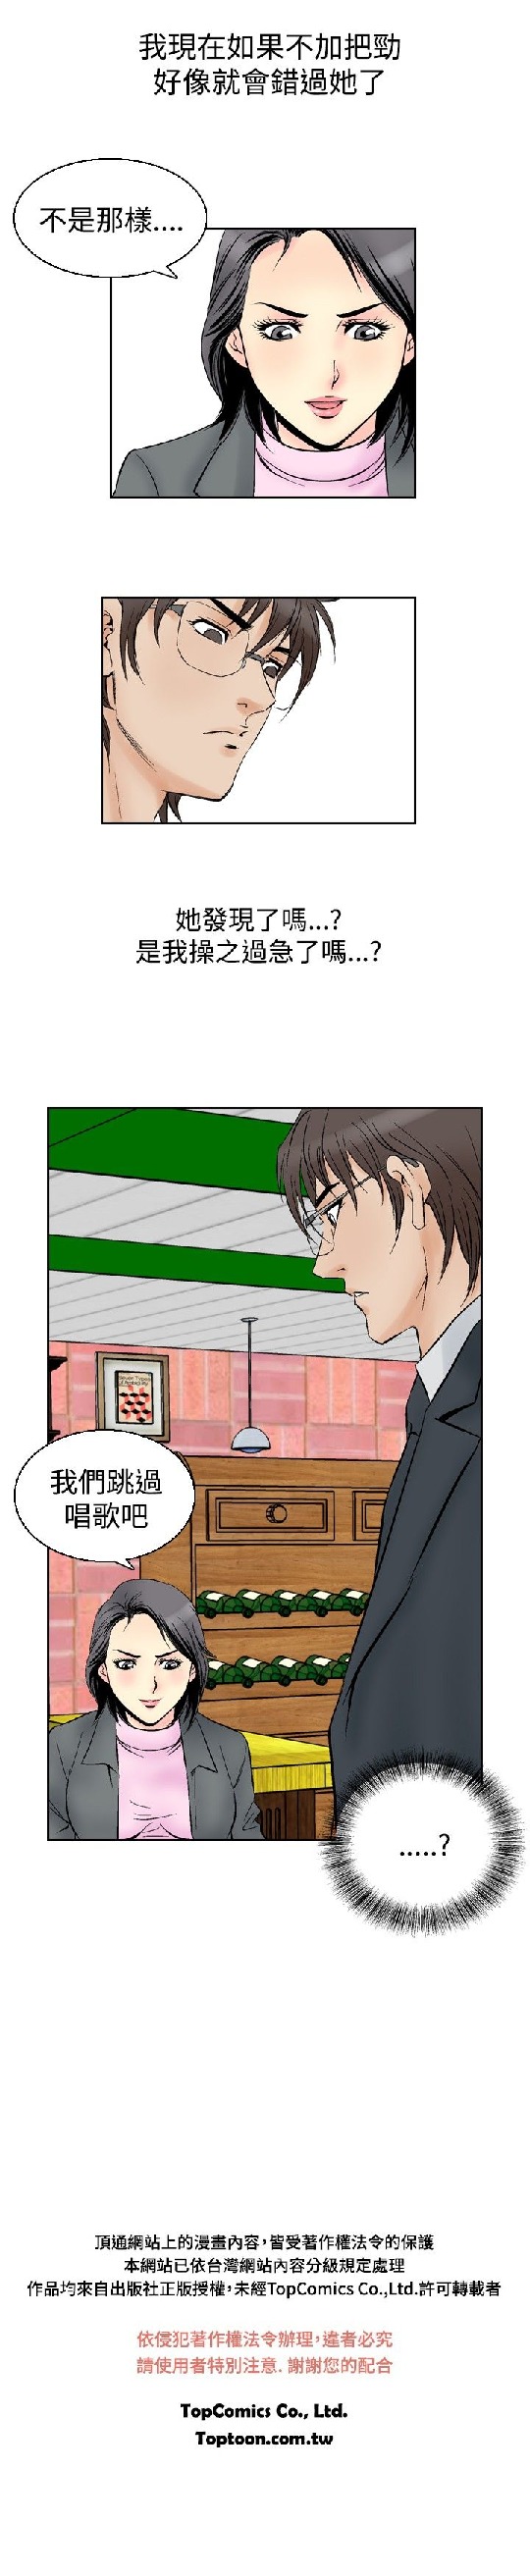 我現在如果不加把勁
好像就會錯過她了
不是那樣....
她發現了嗎...?
是我操之過急了嗎...?
我們跳過
唱歌吧
.....?
頂通網站上的漫畫內容，皆受著作權法令的保護
本網站已依台灣網站內容分級規定處理
作品均來自出版社正版授權，未經TopComics Co.,Ltd.許可轉載者
依侵犯著作權法令辦理，違者必究
請使用者特別注意. 謝謝您的配合
TopComics Co., Ltd.
Toptoon.com.tw